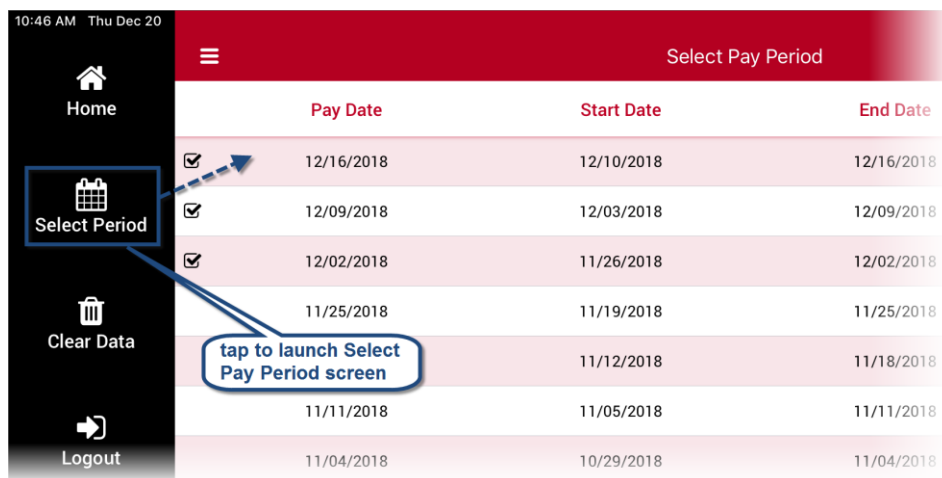 10:46 AM Thu Dec 20
Select Pay Period
Home
Pay Date Start Date End Date
12/16/2018 12/10/2018 12/16/2018
12/09/2018 12/03/2018 12/09/2018
Select Period
12/02/2018 11/26/2018 12/02/2018
11/25/2018 11/19/2018 11/25/2018
Clear Data
tap to launch Select
Pay Period screen
11/12/2018 11/18/2018
11/11/2018 11/05/2018 11/11/2018
Logout
11/04/2018 10/29/2018 11/04/2018